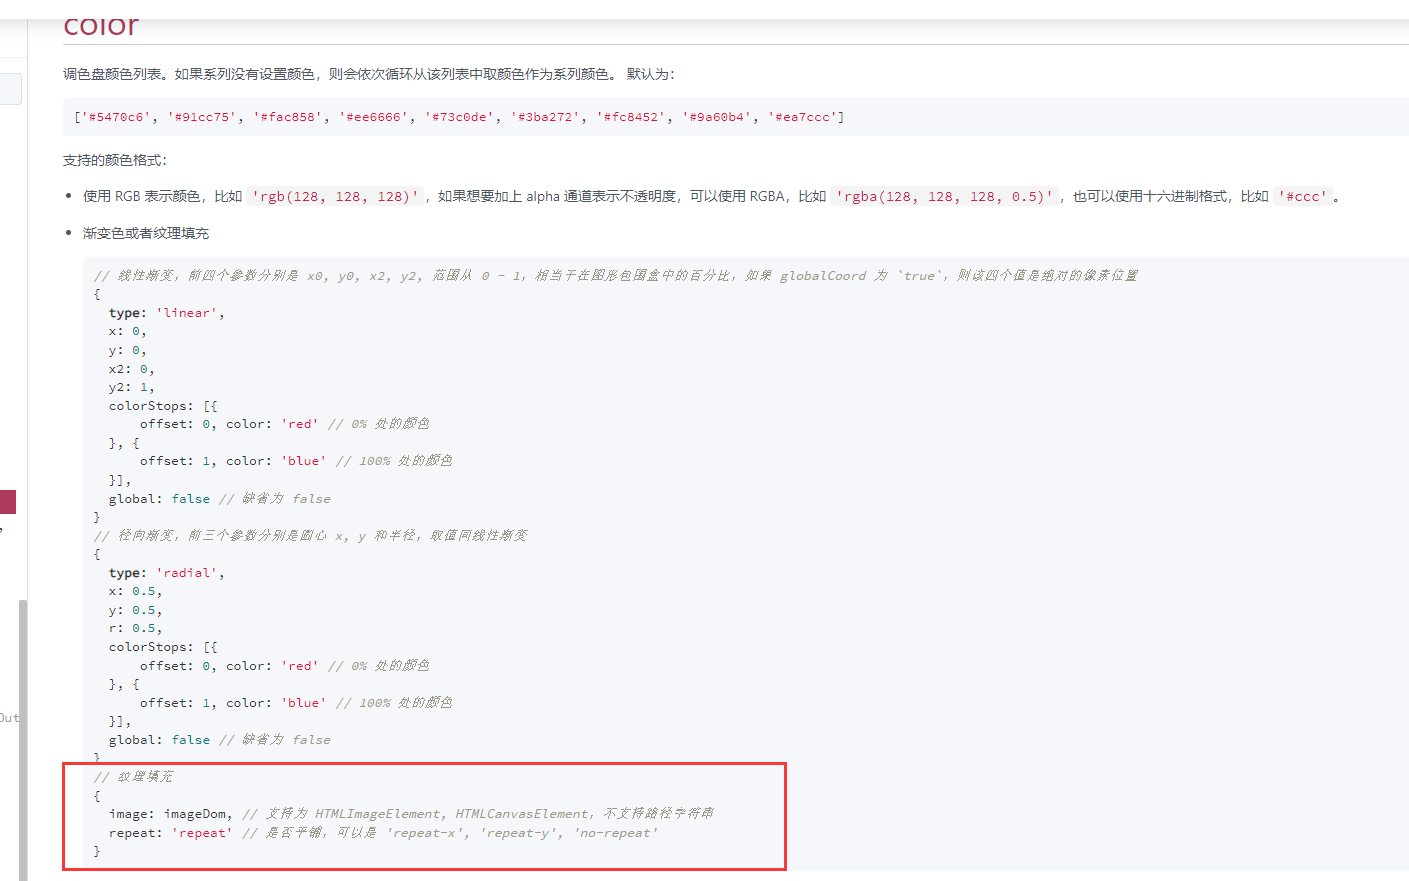 color
调色盘颜色列表。如果系列没有设置颜色，则会依次循环从该列表中取颜色作为系列颜色。 默认为：
['#5470c6', '#91cc75', '#fac858', '#ee6666', '#73c0de', '#3ba272', '#fc8452', '#9a60b4', '#ea7ccc']
支持的颜色格式：
• 使用 RGB 表示颜色，比如 'rgb(128, 128, 128)'，如果想要加上 alpha 通道表示不透明度，可以使用 RGBA，比如 'rgba(128, 128, 128, 0.5)'，也可以使用十六进制格式，比如 '#ccc'。
• 渐变色或者纹理填充
// 线性渐变，前四个参数分别是 x0, y0, x2, y2, 范围从 0 - 1，相当于在图形包围盒中的百分比，如果 globalCoord 为 `true`，则该四个值是绝对的像素位置
{
  type: 'linear',
  x: 0,
  y: 0,
  x2: 0,
  y2: 1,
  colorStops: [{
      offset: 0, color: 'red' // 0% 处的颜色
  }, {
      offset: 1, color: 'blue' // 100% 处的颜色
  }],
  global: false // 缺省为 false
}
// 径向渐变，前三个参数分别是圆心 x, y 和半径，取值同线性渐变
{
  type: 'radial',
  x: 0.5,
  y: 0.5,
  r: 0.5,
  colorStops: [{
      offset: 0, color: 'red' // 0% 处的颜色
  }, {
      offset: 1, color: 'blue' // 100% 处的颜色
  }],
  global: false // 缺省为 false
}
// 纹理填充
{
  image: imageDom, // 支持为 HTMLImageElement, HTMLCanvasElement，不支持路径字符串
  repeat: 'repeat' // 是否平铺，可以是 'repeat-x', 'repeat-y', 'no-repeat'
}
Out